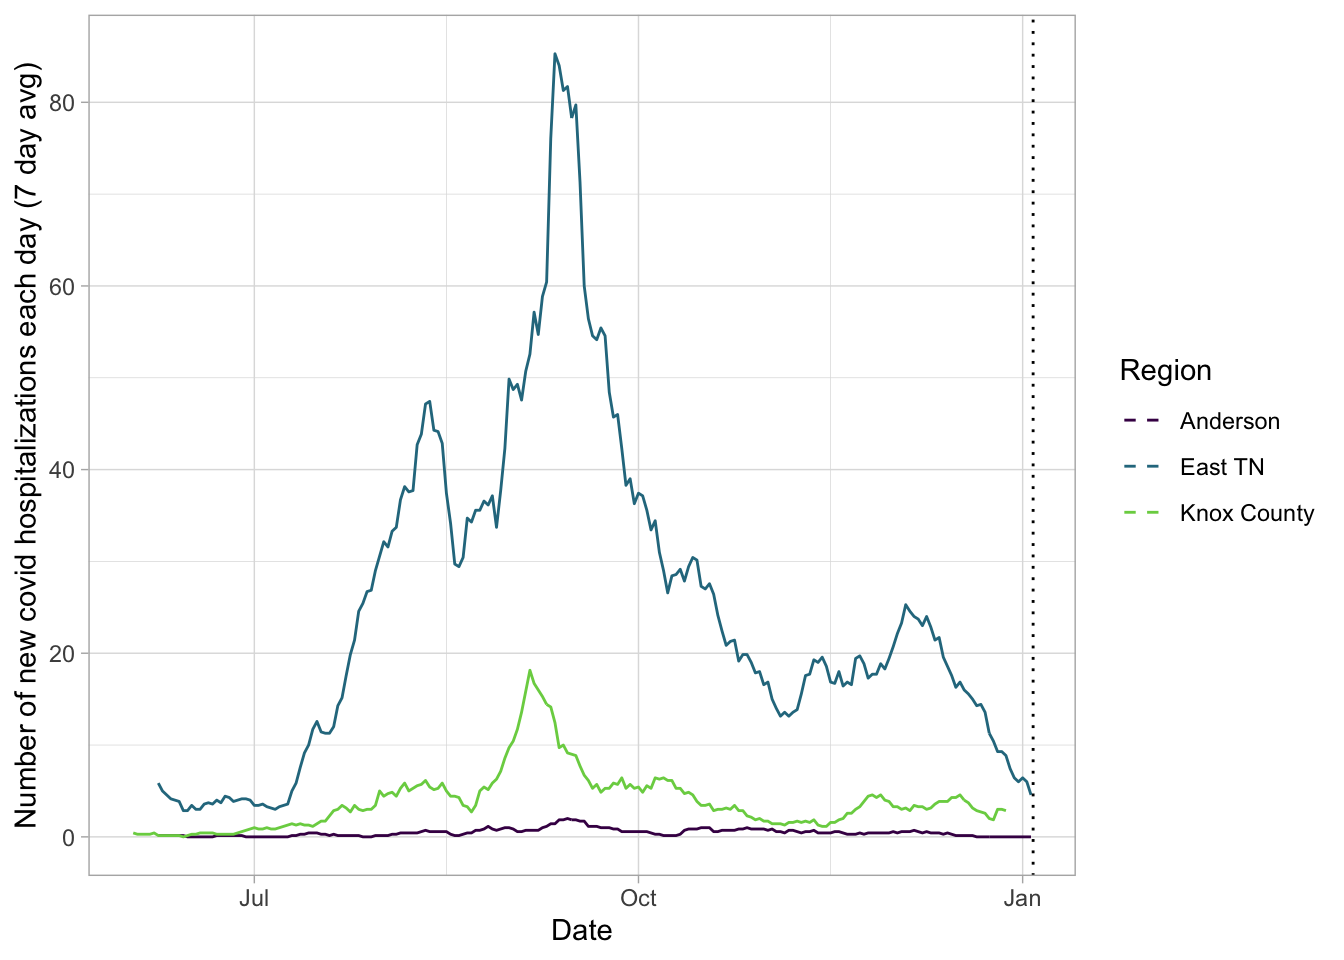 Number of new covid hospitalizations each day (7 day avg)
80
60
40
20
0
Jul
Oct
Jan
Date
Region
Anderson
East TN
Knox County